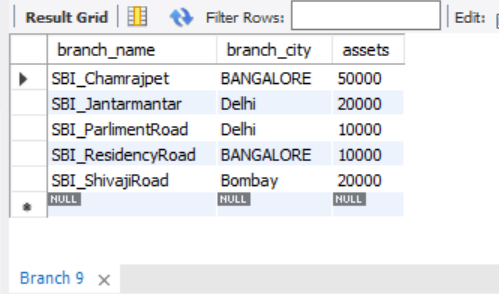 Result Grid Filter Rows: Edit:
branch_name branch_city assets
SBI_Chamrajpet BANGALORE 50000
SBI_Jantarmantar Delhi 20000
SBI_ParlimentRoad Delhi 10000
SBI_ResidencyRoad BANGALORE 10000
SBI_ShivajiRoad Bombay 20000
NULL NULL NULL
Branch 9